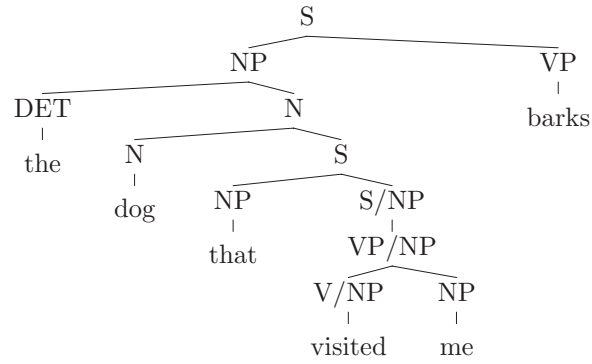 S
NP VP
DET N barks
the N S
dog NP S/NP
that VP/NP
V/NP NP
visited me